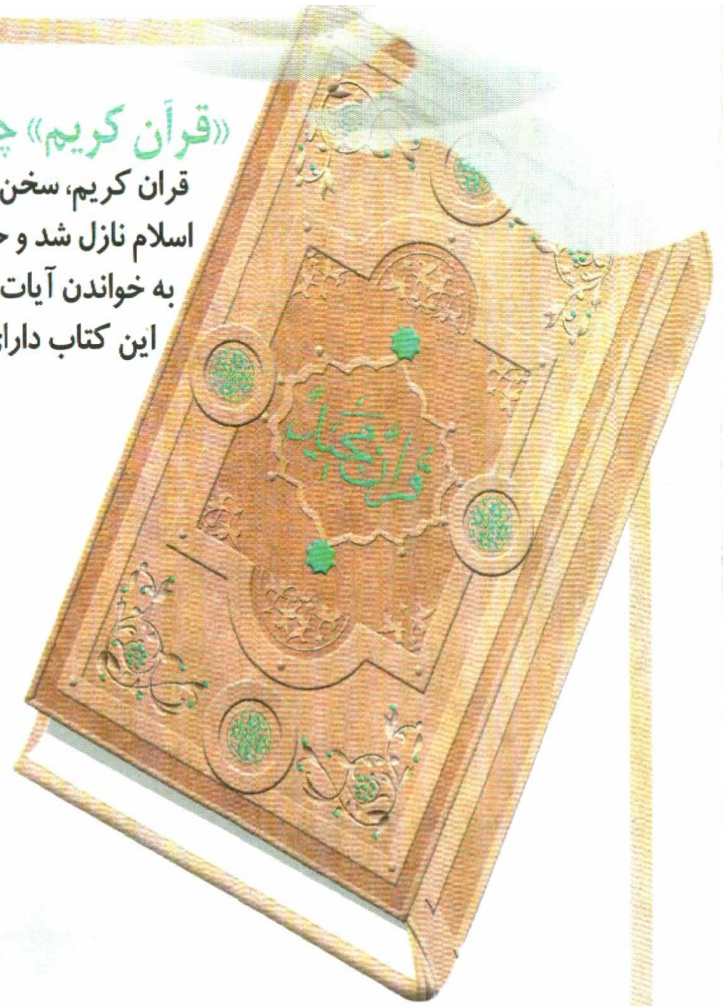 «قرآن کریم»
قران کریم، سخن
اسلام نازل شد و
به خواندن آیات
این کتاب
قرآن مجید